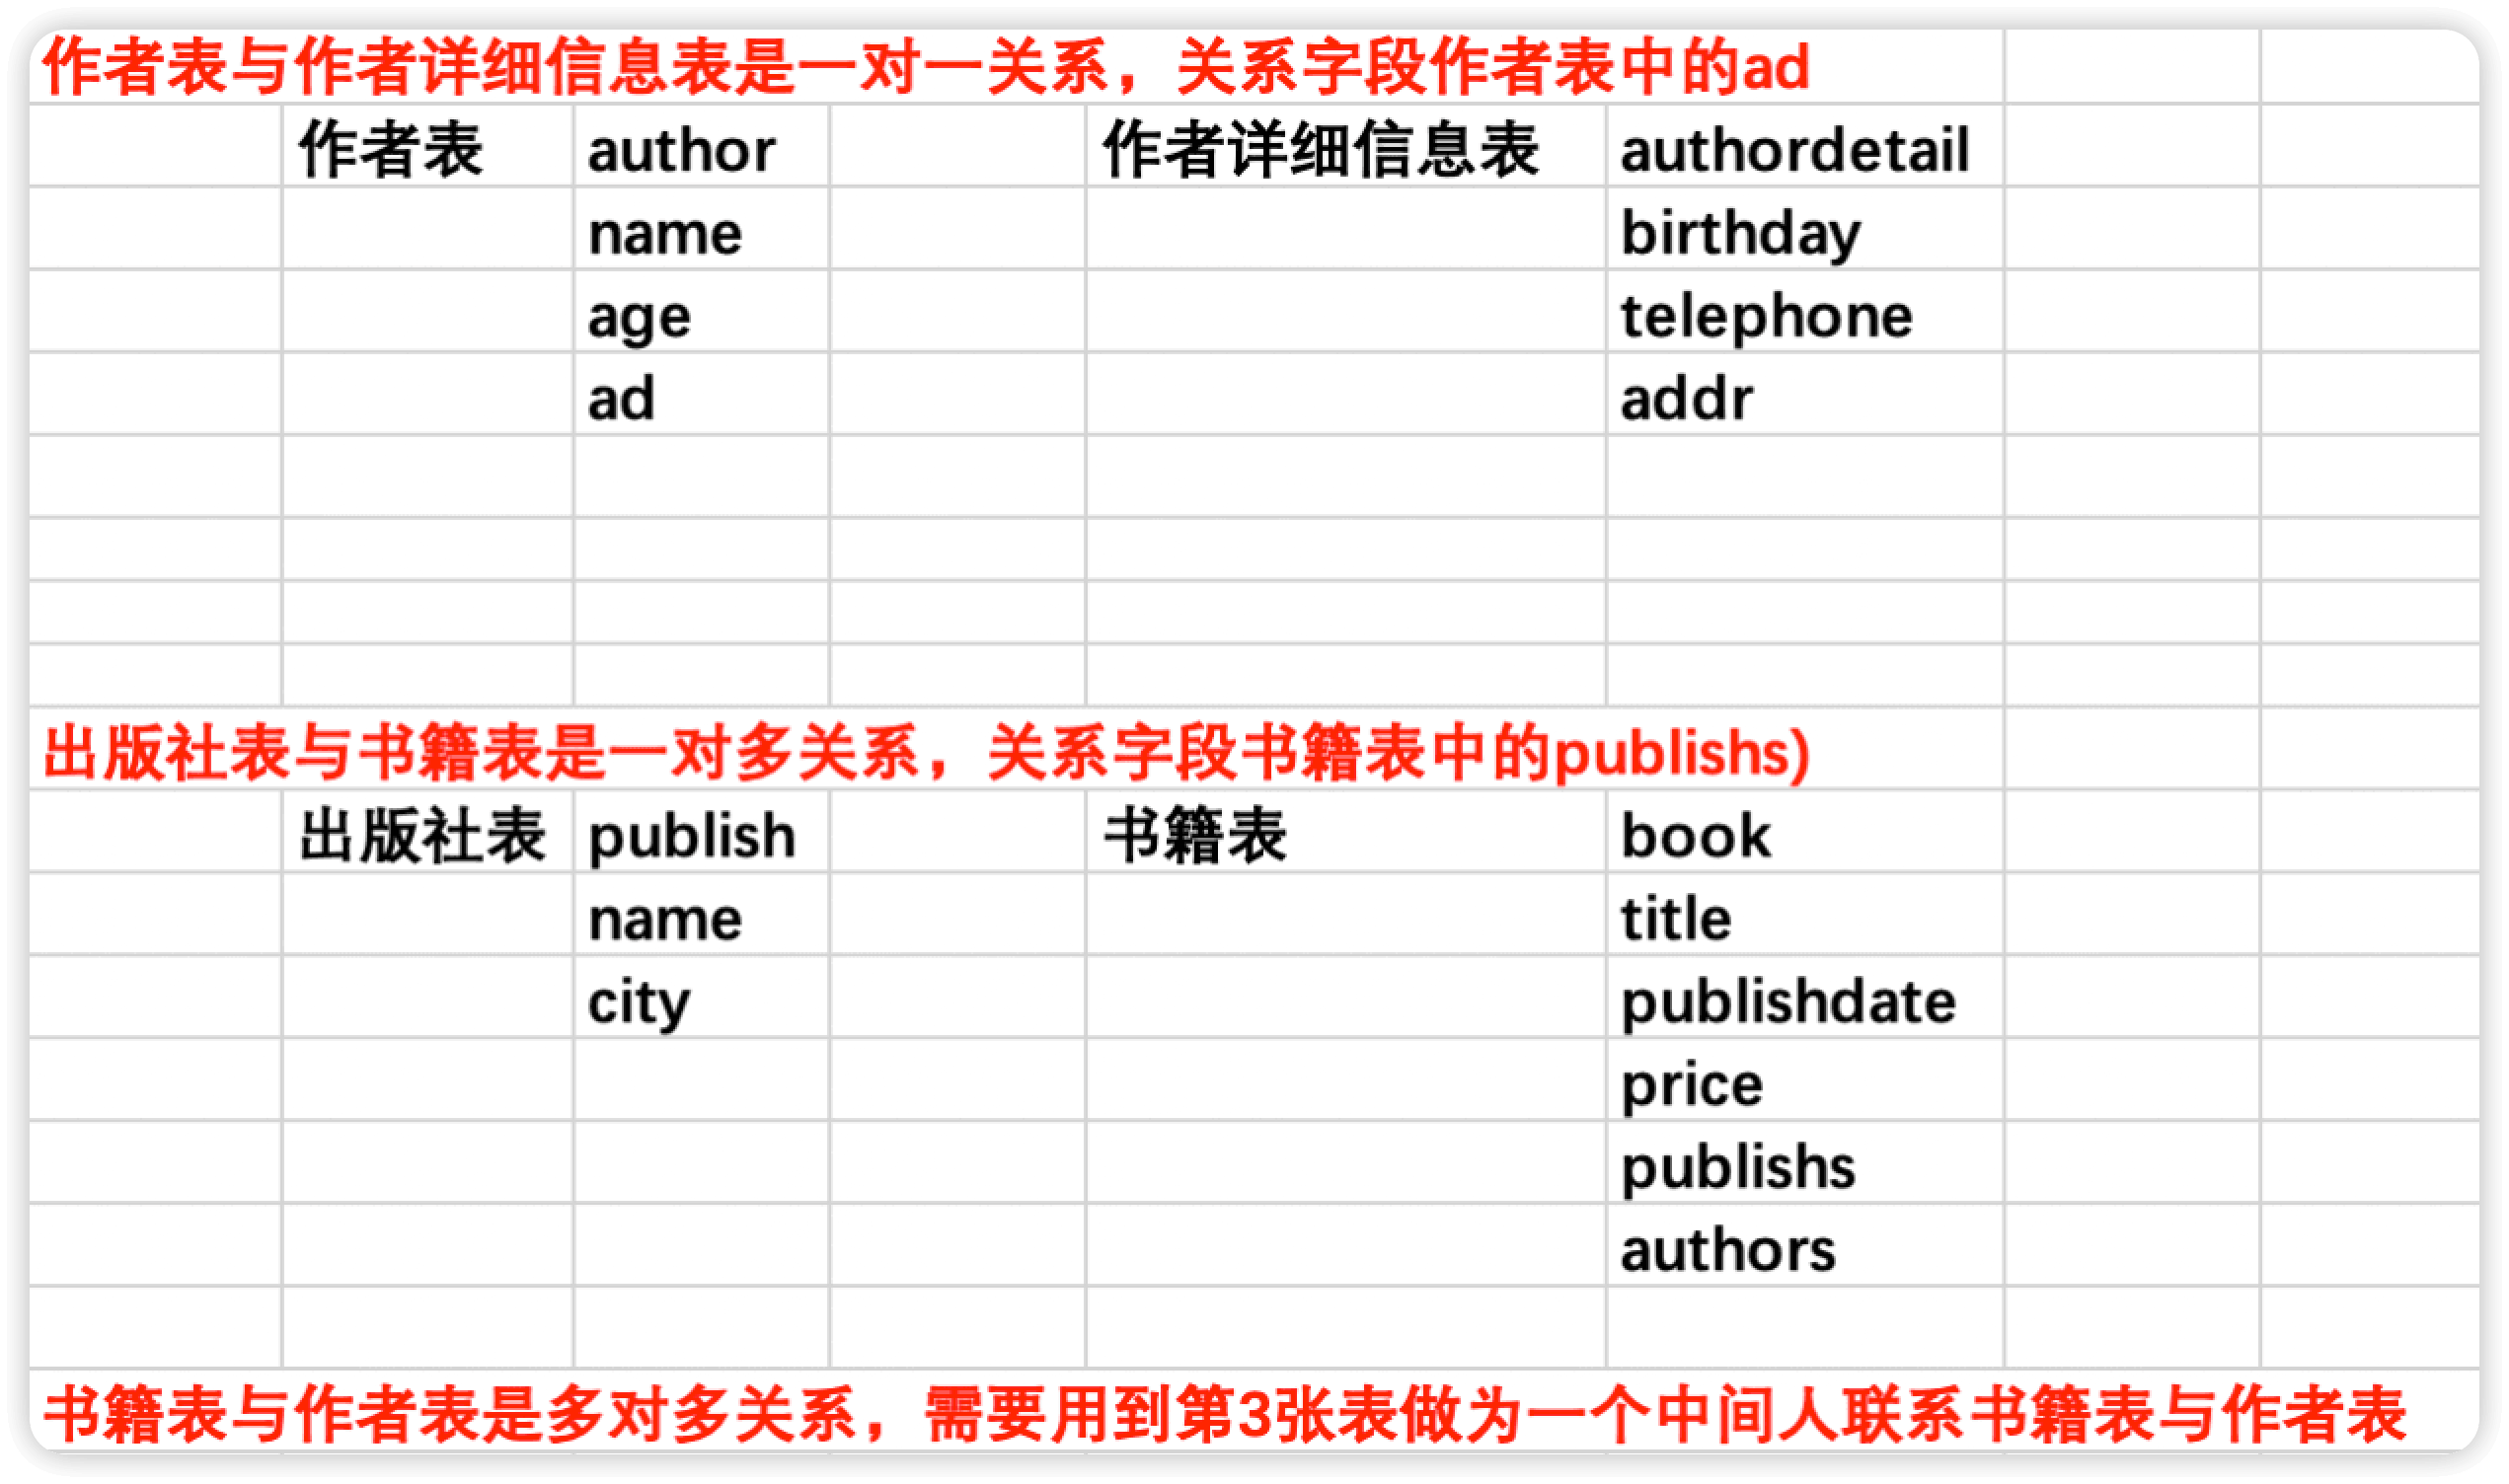 作者表与作者详细信息表是一对一关系，关系字段作者表中的ad
作者表 author 作者详细信息表 authordetail
name birthday
age telephone
ad addr
出版社表与书籍表是一对多关系，关系字段书籍表中的publishs)
出版社表 publish 书籍表 book
name title
city publishdate
price
publishs
authors
书籍表与作者表是多对多关系，需要用到第3张表做为一个中间人联系书籍表与作者表